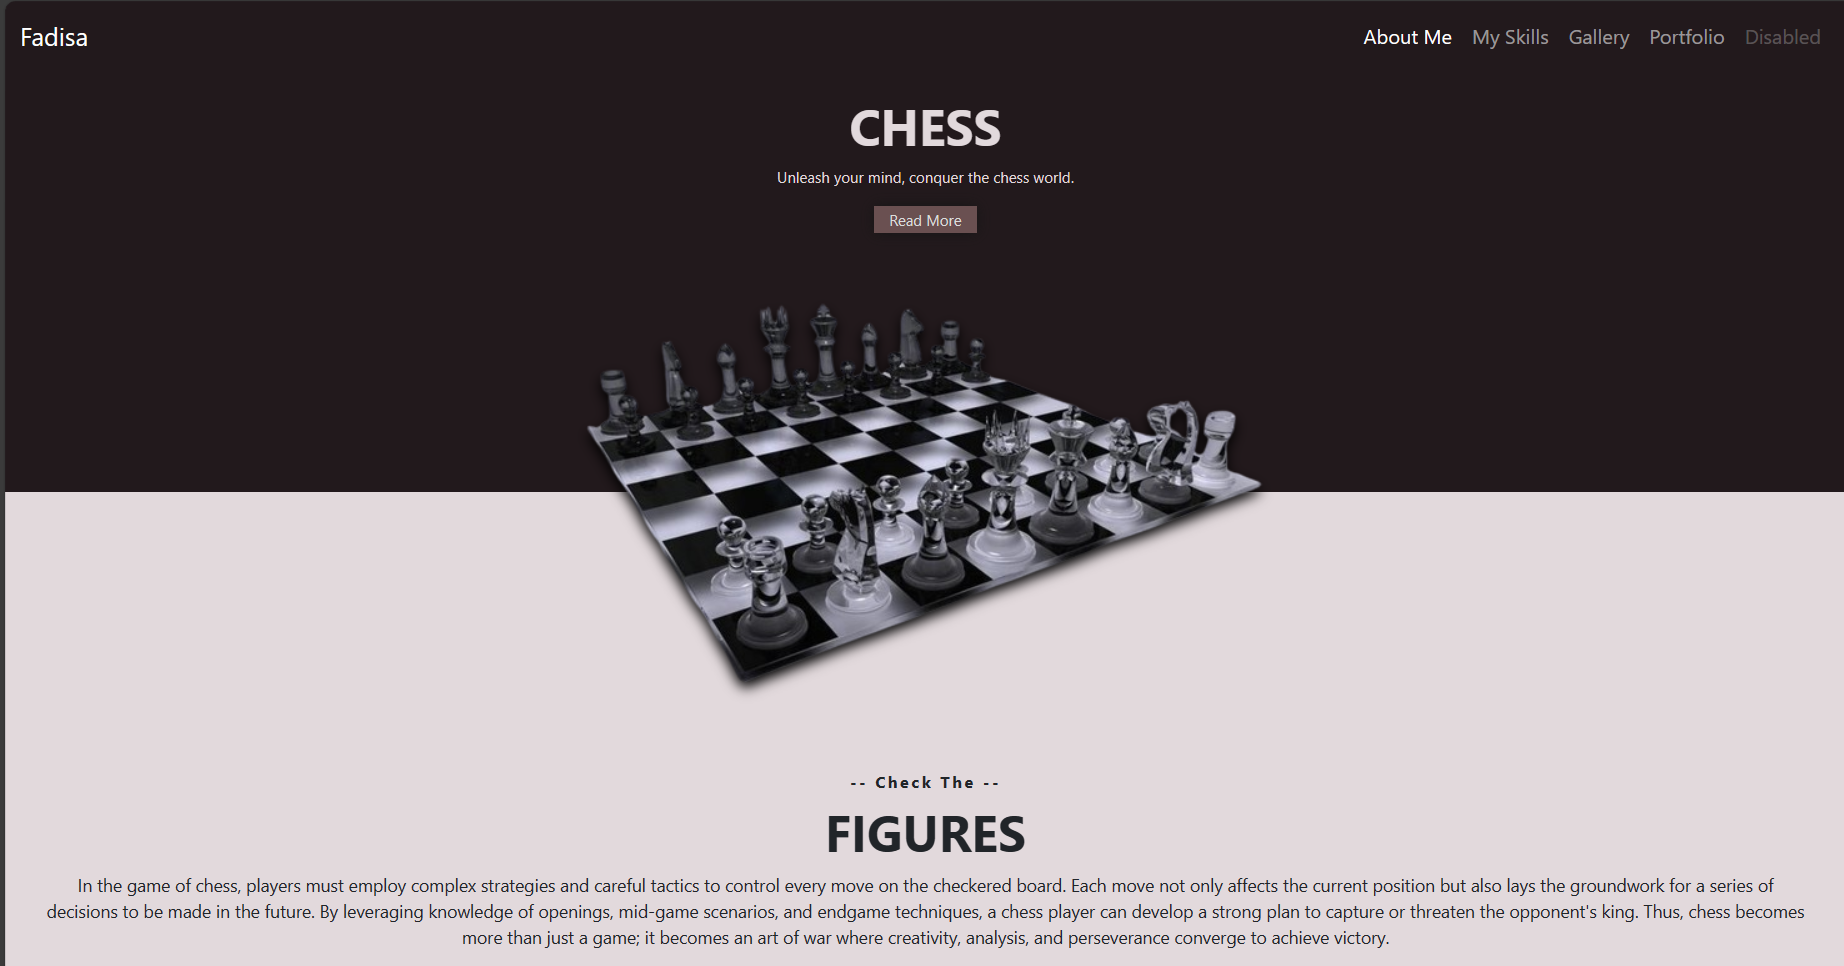 Fadisa
About Me My Skills Gallery Portfolio Disabled
CHESS
Unleash your mind, conquer the chess world.
Read More
-- Check The --
FIGURES
In the game of chess, players must employ complex strategies and careful tactics to control every move on the checkered board. Each move not only affects the current position but also lays the groundwork for a series of
decisions to be made in the future. By leveraging knowledge of openings, mid-game scenarios, and endgame techniques, a chess player can develop a strong plan to capture or threaten the opponent's king. Thus, chess becomes
more than just a game; it becomes an art of war where creativity, analysis, and perseverance converge to achieve victory.